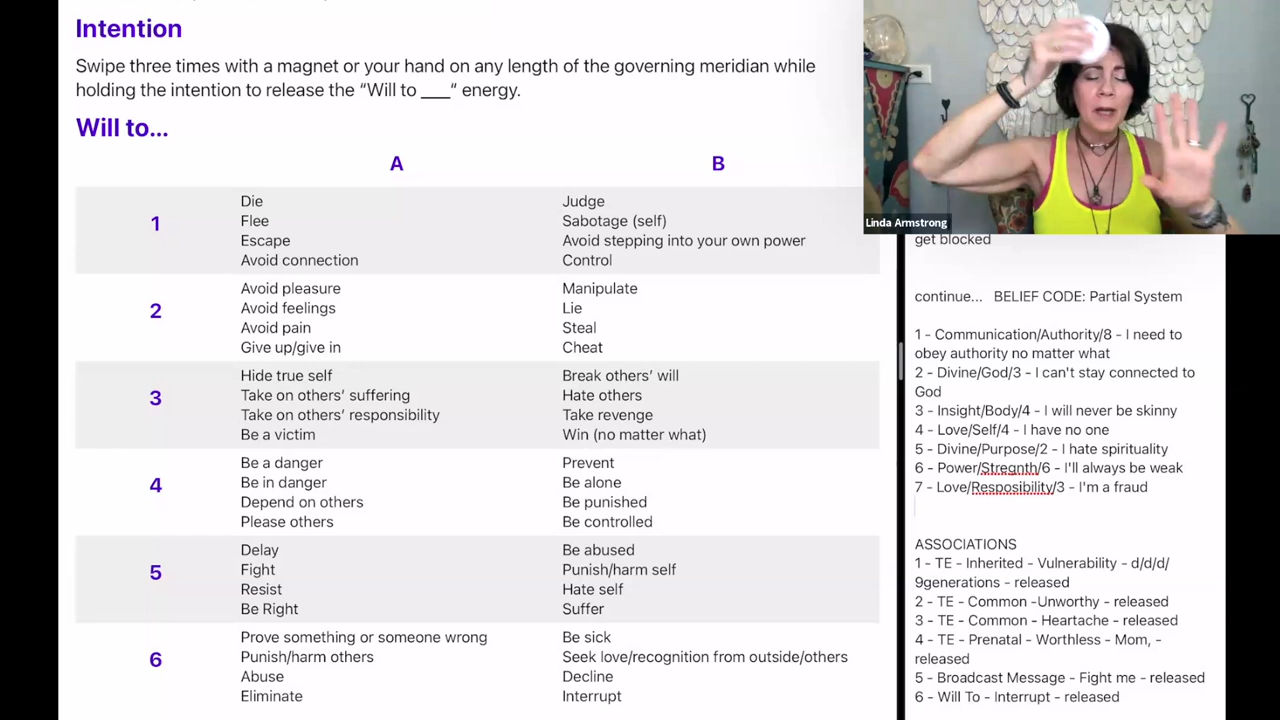 Intention
Swipe three times with a magnet or your hand on any length of the governing meridian while
holding the intention to release the “Will to ___“ energy.
Will to...
A B
1
Die Judge
Flee Sabotage (self)
Escape Avoid stepping into your own power
Avoid connection Control
2
Avoid pleasure Manipulate
Avoid feelings Lie
Avoid pain Steal
Give up/give in Cheat
3
Hide true self Break others’ will
Take on others’ suffering Hate others
Take on others’ responsibility Take revenge
Be a victim Win (no matter what)
4
Be a danger Prevent
Be in danger Be alone
Depend on others Be punished
Please others Be controlled
5
Delay Be abused
Fight Punish/harm self
Resist Hate self
Be Right Suffer
6
Prove something or someone wrong Be sick
Punish/harm others Seek love/recognition from outside/others
Abuse Decline
Eliminate Interrupt
Linda Armstrong
get blocked
continue... BELIEF CODE: Partial System
1 - Communication/Authority/8 - I need to
obey authority no matter what
2 - Divine/God/3 - I can't stay connected to
God
3 - Insight/Body/4 - I will never be skinny
4 - Love/Self/4 - I have no one
5 - Divine/Purpose/2 - I hate spirituality
6 - Power/Stregnth/6 - I'll always be weak
7 - Love/Resposibility/3 - I'm a fraud
ASSOCIATIONS
1 - TE - Inherited - Vulnerability - d/d/d/
9generations - released
2 - TE - Common -Unworthy - released
3 - TE - Common - Heartache - released
4 - TE - Prenatal - Worthless - Mom, -
released
5 - Broadcast Message - Fight me - released
6 - Will To - Interrupt - released